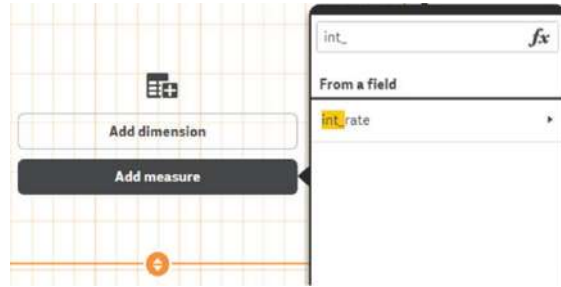 Add dimension
Add measure
int_
fx
From a field
int_rate